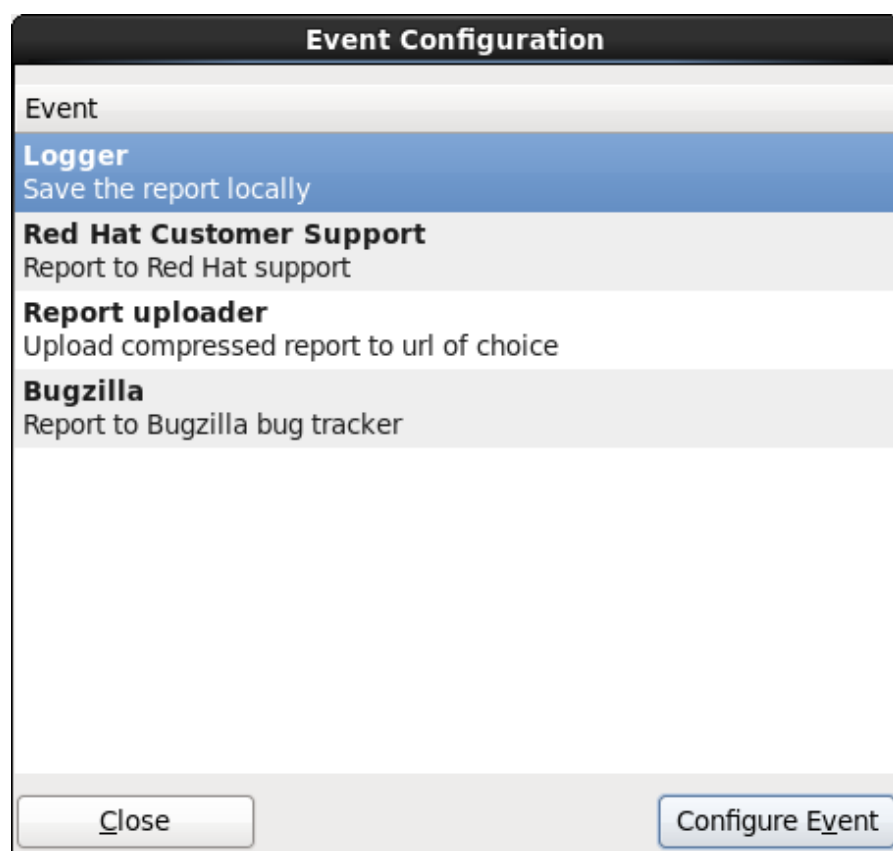 Event Configuration
Event
Logger
Save the report locally
Red Hat Customer Support
Report to Red Hat support
Report uploader
Upload compressed report to url of choice
Bugzilla
Report to Bugzilla bug tracker
Close
Configure Event